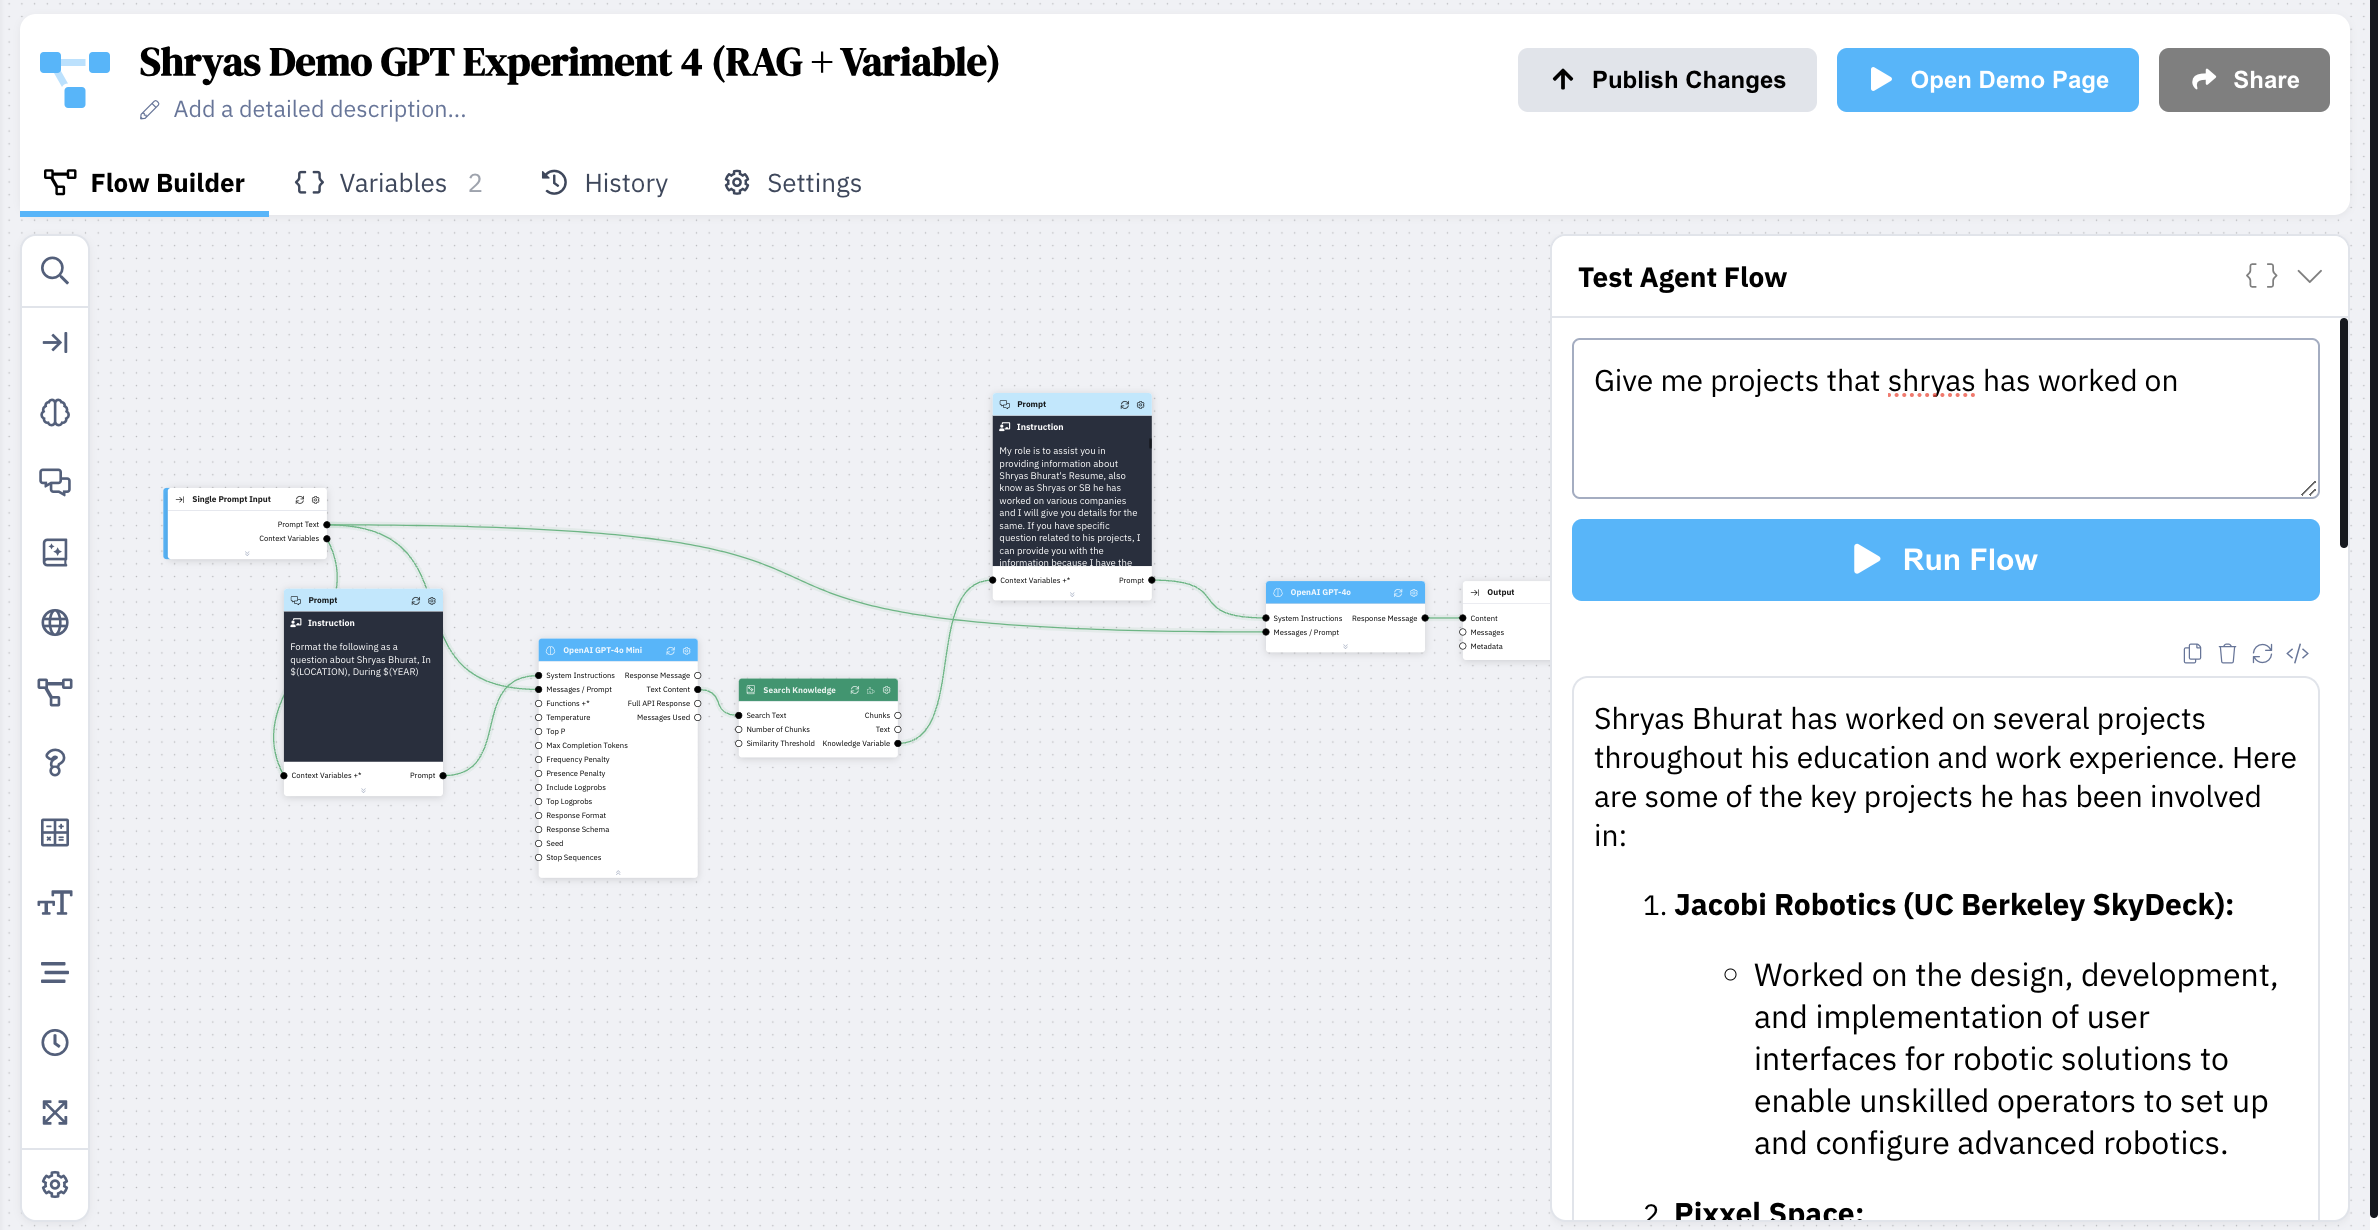 Shryas Demo GPT Experiment 4 (RAG + Variable)
Add a detailed description...
Publish Changes
Open Demo Page
Share
Flow Builder
Variables 2
History
Settings
Single Prompt Input
Prompt Text
Context Variables
Prompt
Instruction
Format the following as a
question about Shryas Bhurat, In
$(LOCATION), During $(YEAR)
Context Variables +*
Prompt
OpenAI GPT-4o Mini
System Instructions
Response Message
Messages / Prompt
Text Content
Functions +*
Full API Response
Temperature
Messages Used
Top P
Max Completion Tokens
Frequency Penalty
Presence Penalty
Include Logprobs
Top Logprobs
Response Format
Response Schema
Seed
Stop Sequences
Search Knowledge
Search Text
Chunks
Number of Chunks
Text
Similarity Threshold
Knowledge Variable
Prompt
Instruction
My role is to assist you in
providing information about
Shryas Bhurat's Resume, also
know as Shryas or SB he has
worked on various companies
and I will give you details for the
same. If you have specific
question related to his projects, I
can provide you with the
information because I have the
Context Variables +*
Prompt
OpenAI GPT-4o
System Instructions
Response Message
Messages / Prompt
Output
Content
Messages
Metadata
Test Agent Flow
Give me projects that shryas has worked on
Run Flow
Shryas Bhurat has worked on several projects
throughout his education and work experience. Here
are some of the key projects he has been involved
in:
1. Jacobi Robotics (UC Berkeley SkyDeck):
Worked on the design, development,
and implementation of user
interfaces for robotic solutions to
enable unskilled operators to set up
and configure advanced robotics.
2. Pixxel Space: